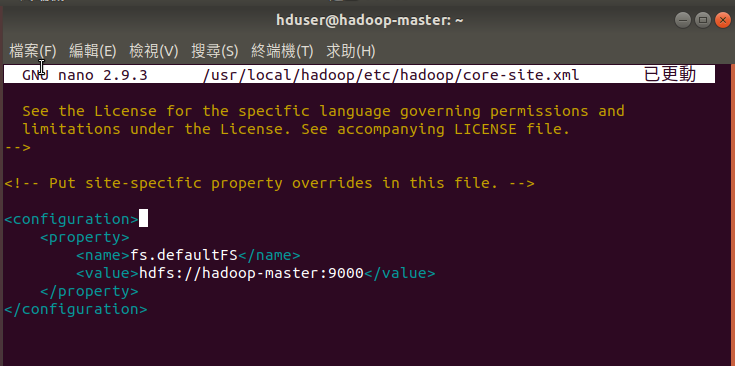 hduser@hadoop-master: ~
檔案(F) 編輯(E) 檢視(V) 搜尋(S) 終端機(T) 求助(H)
GNU nano 2.9.3 /usr/local/hadoop/etc/hadoop/core-site.xml 已更動
See the License for the specific language governing permissions and
limitations under the License. See accompanying LICENSE file.
-->
<!-- Put site-specific property overrides in this file. -->
<configuration>
<property>
<name>fs.defaultFS</name>
<value>hdfs://hadoop-master:9000</value>
</property>
</configuration>